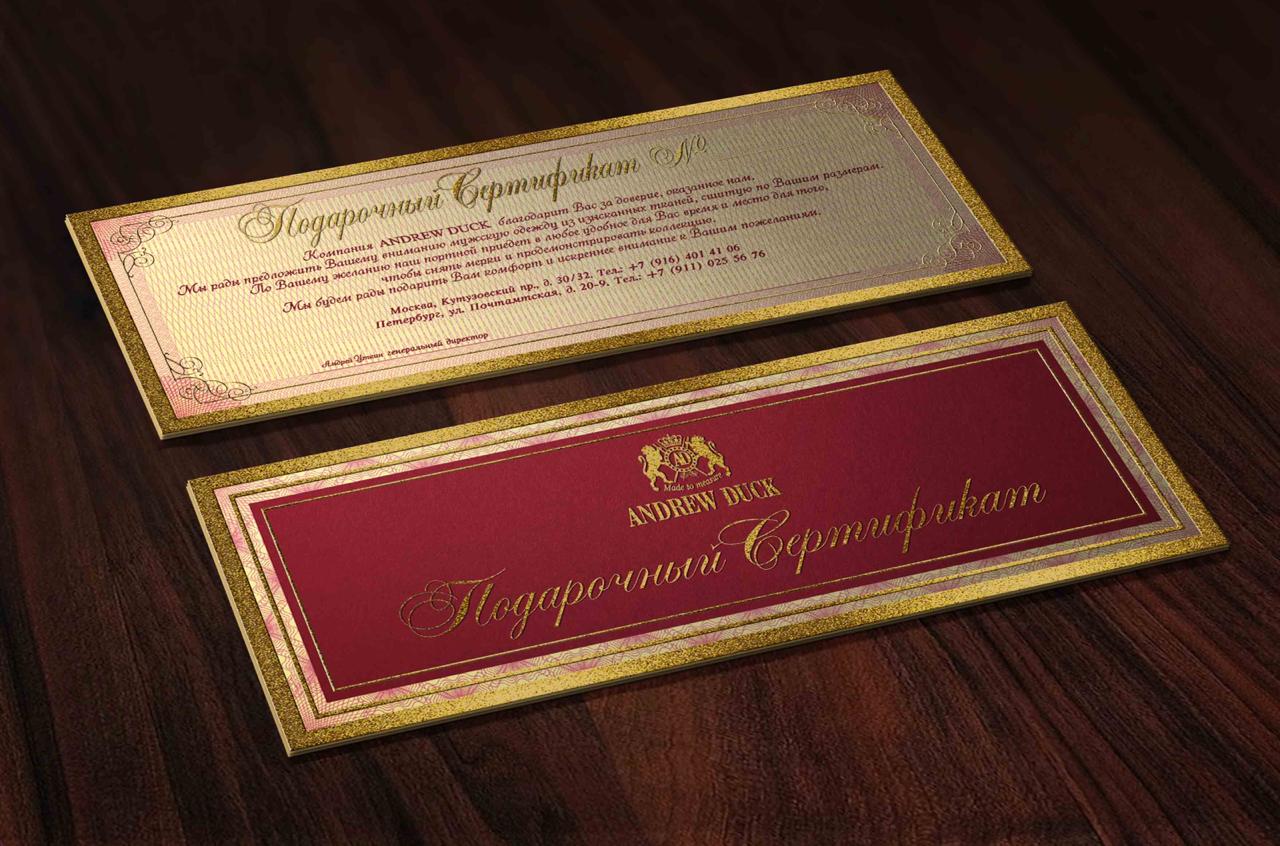 Подарочный Сертификат №
Компания ANDREW DUCK благодарит Вас за доверие, оказанное нам.
Мы рады предложить Вашему вниманию мужскую одежду из изысканных тканей, сшитую по Вашим размерам.
По Вашему желанию наш портной приедет в любое удобное для Вас время и место для того,
чтобы снять мерки и продемонстрировать коллекцию.
Мы будем рады подарить Вам комфорт и искреннее внимание к Вашим пожеланиям.
Москва, Кутузовский пр, д. 30/32. Тел.: +7 (916) 401 41 06
Петербург, ул. Почтамтская, д. 20-9. Тел.: +7 (911) 025 56 76
Андрей Уткин генеральный директор
AD
Made to measure
ANDREW DUCK
Подарочный Сертификат